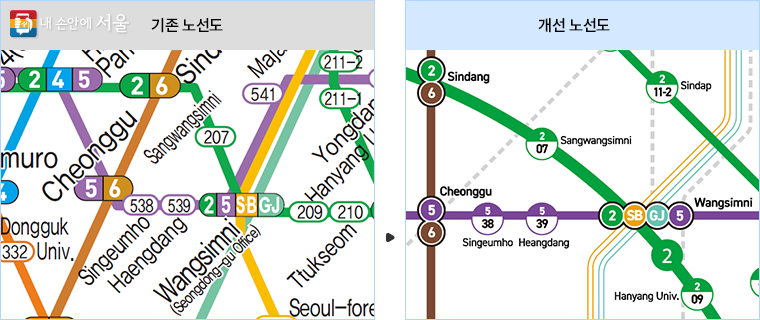 내 손안에 서울
기존 노선도
2 4 5
Pan
2 6
Sind
Mala
211-2
541
211-1
Sangwangsimni
207
Yongda
Hanyang U
muro
Cheonggu
5 6
4
538
539
2 5 SB GJ
209
210
Dongguk
Univ.
332
Singeumho
Haengdang
Wangsimni
(Seongdong-gu Office)
Ttukseom
Seoul-fore
개선 노선도
2
6
Sindang
2
11-2
Sindap
2
07
Sangwangsimni
Cheonggu
5
6
5
38
Singeumho
5
39
Heangdang
2 SB GJ 5
Wangsimni
2
Hanyang Univ.
2
09